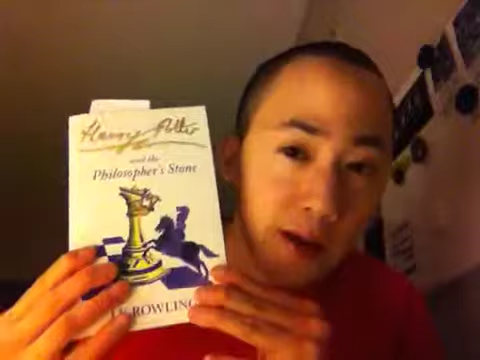 Harry Potter
and the
Philosopher's Stone
J.K. ROWLING